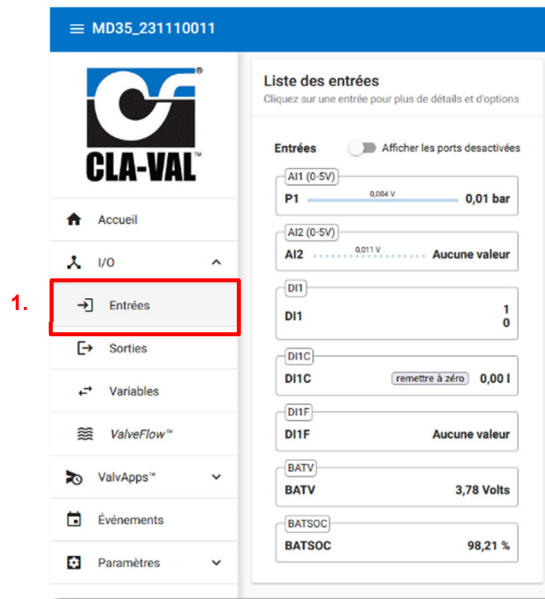 MD35_231110011
CLA-VAL™
Accueil
I/O
1.
Entrées
Sorties
Variables
ValveFlow™
ValvApps™
Événements
Paramètres
Liste des entrées
Cliquez sur une entrée pour plus de détails et d'options
Entrées Afficher les ports desactivées
AI1 (0-5V)
P1 0,004 V 0,01 bar
AI2 (0-5V)
AI2 0,011 V Aucune valeur
DI1
DI1 1
0
DI1C
DI1C remettre à zéro 0,00 l
DI1F
DI1F Aucune valeur
BATV
BATV 3,78 Volts
BATSOC
BATSOC 98,21 %